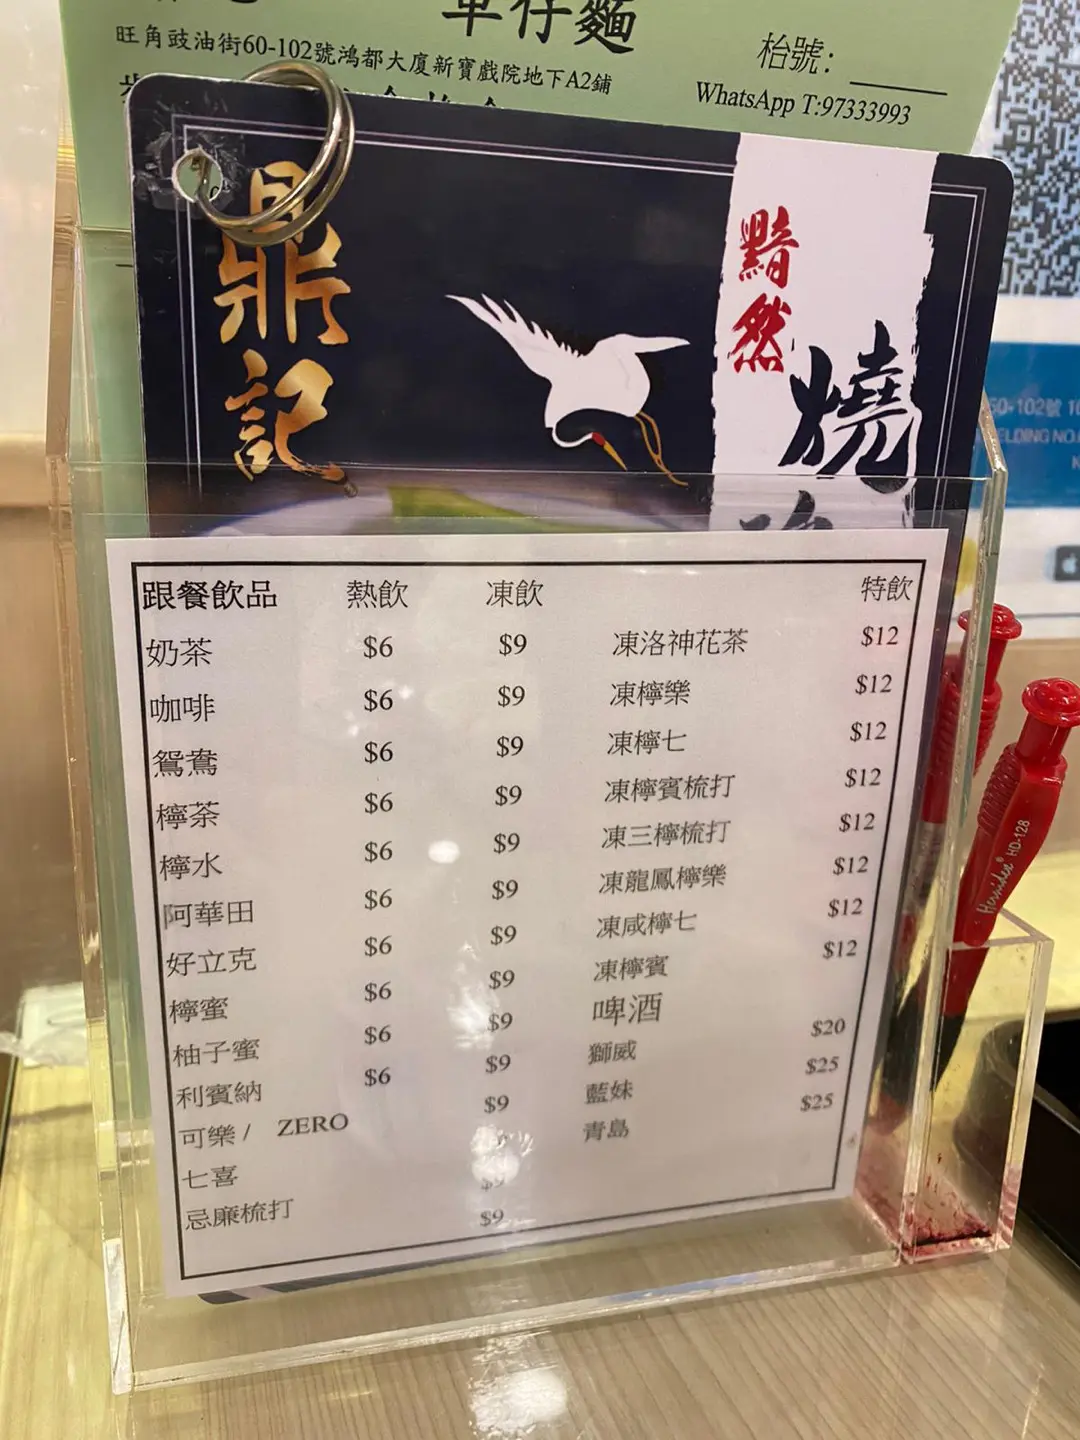 車仔麵
旺角豉油街60-102號鴻都大廈新寶戲院地下A2鋪
枱號：
WhatsApp T:97333993
鼎記
黯然
燒
60-102號
跟餐飲品 熱飲 凍飲 特飲
奶茶 $6 $9 凍洛神花茶 $12
咖啡 $6 $9 凍檸樂 $12
鴛鴦 $6 $9 凍檸七 $12
檸茶 $6 $9 凍檸賓梳打 $12
檸水 $6 $9 凍三檸梳打 $12
阿華田 $6 $9 凍龍鳳檸樂 $12
好立克 $6 $9 凍咸檸七 $12
檸蜜 $6 $9 凍檸賓 $12
柚子蜜 $6 $9 啤酒
利賓納 $6 $9 獅威 $20
可樂 / ZERO $9 藍妹 $25
七喜 $9 青島 $25
忌廉梳打 $9
HD-128